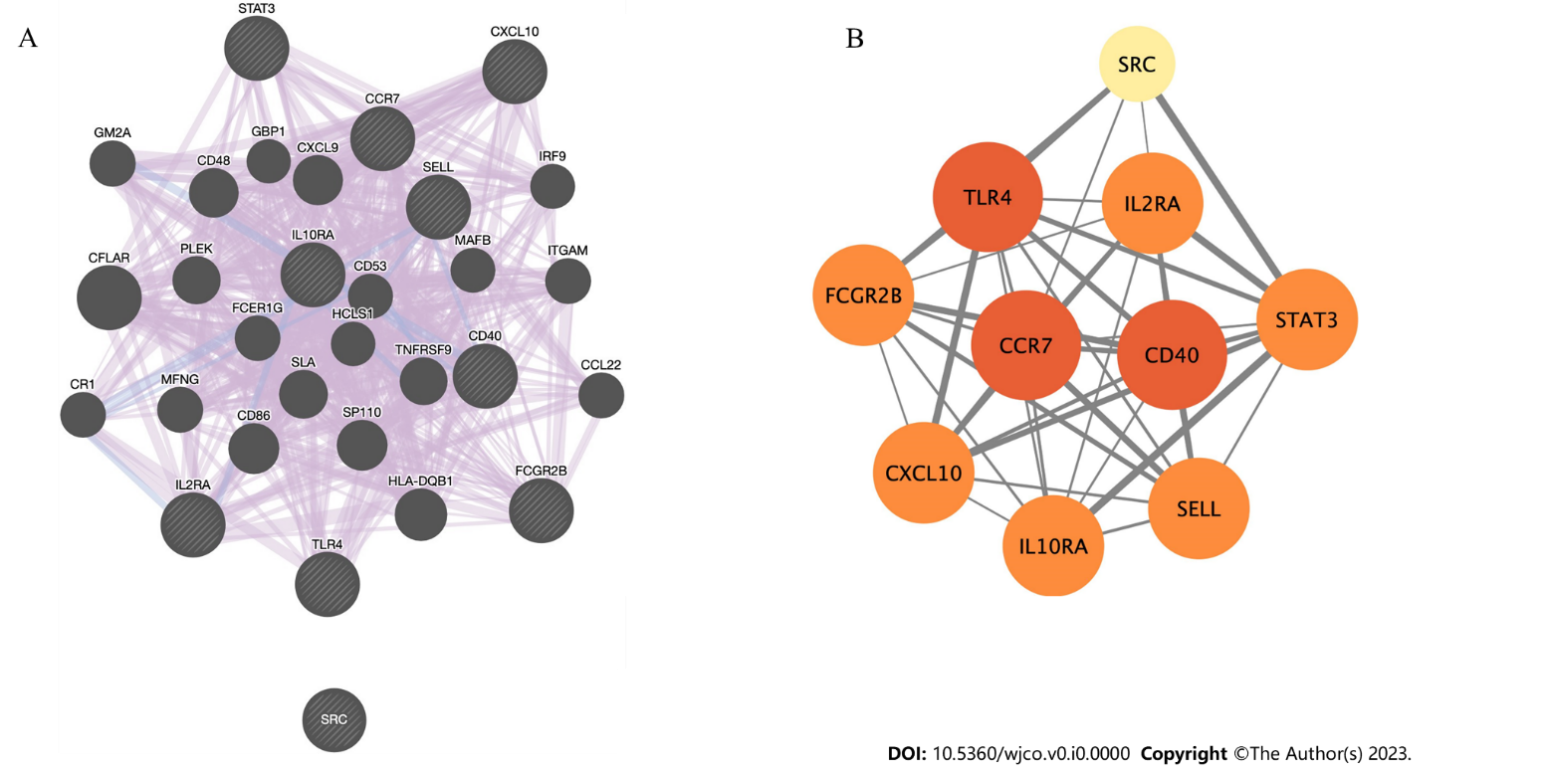 A
STAT3
CXCL10
CCR7
GM2A
GBP1
CXCL9
CD48
IRF9
SELL
IL10RA
MAFB
PLEK
ITGAM
CFLAR
CD53
FCER1G
HCLS1
CD40
TNFRSF9
SLA
CCL22
MFNG
CR1
CD86
SP110
FCGR2B
HLA-DQB1
IL2RA
TLR4
SRC
B
SRC
TLR4
IL2RA
FCGR2B
STAT3
CCR7
CD40
CXCL10
SELL
IL10RA
DOI: 10.5360/wjco.v0.i0.0000 Copyright ©The Author(s) 2023.